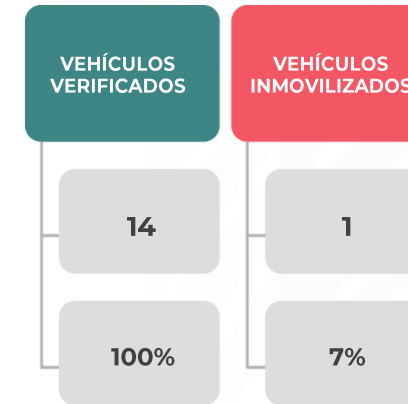 VEHÍCULOS
VERIFICADOS
14
100%
VEHÍCULOS
INMOVILIZADOS
1
7%